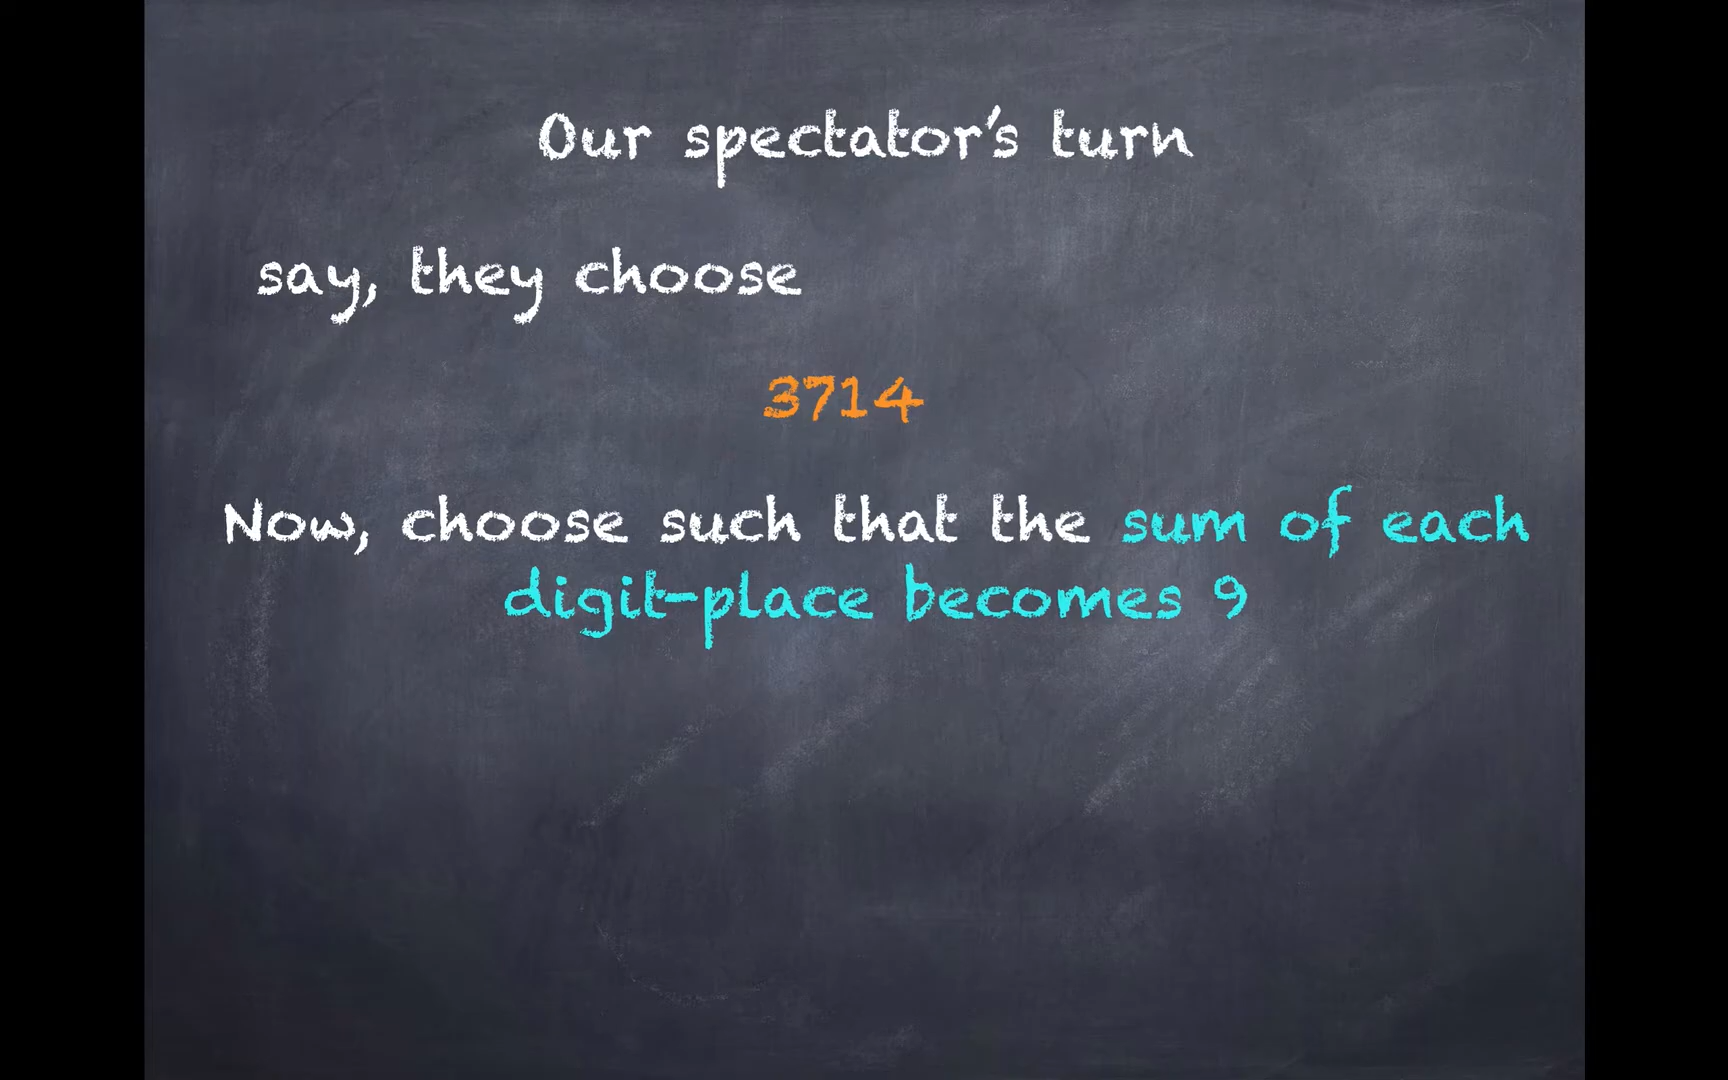 Our spectator's turn
say, they choose
3714
Now, choose such that the sum of each
digit-place becomes 9